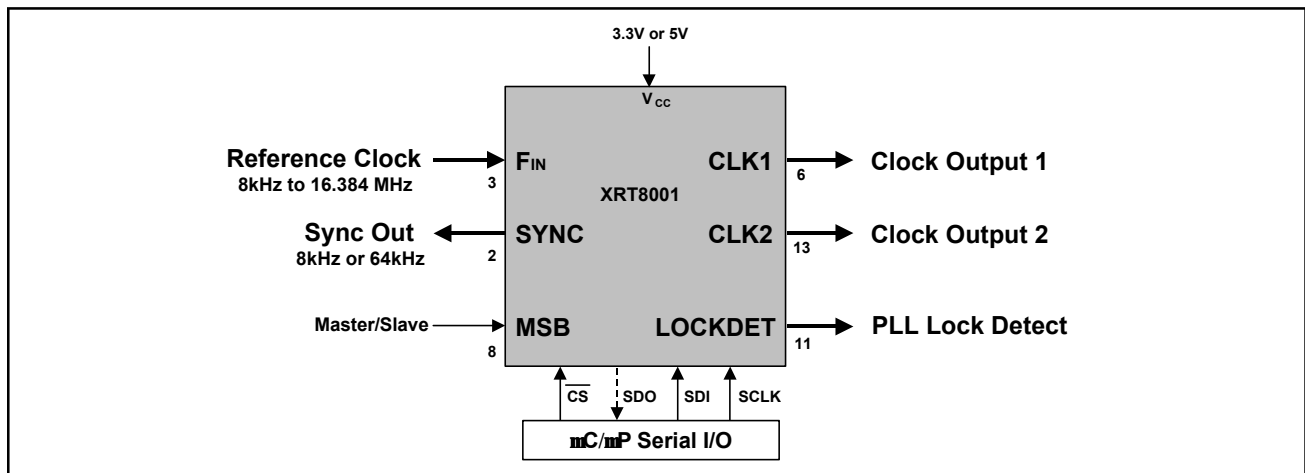 3.3V or 5V
VCC
Reference Clock
8kHz to 16.384 MHz
3
FIN
CLK1
6
Clock Output 1
XRT8001
Sync Out
8kHz or 64kHz
2
SYNC
CLK2
13
Clock Output 2
Master/Slave
8
MSB
LOCKDET
11
PLL Lock Detect
CS
SDO
SDI
SCLK
mC/mP Serial I/O